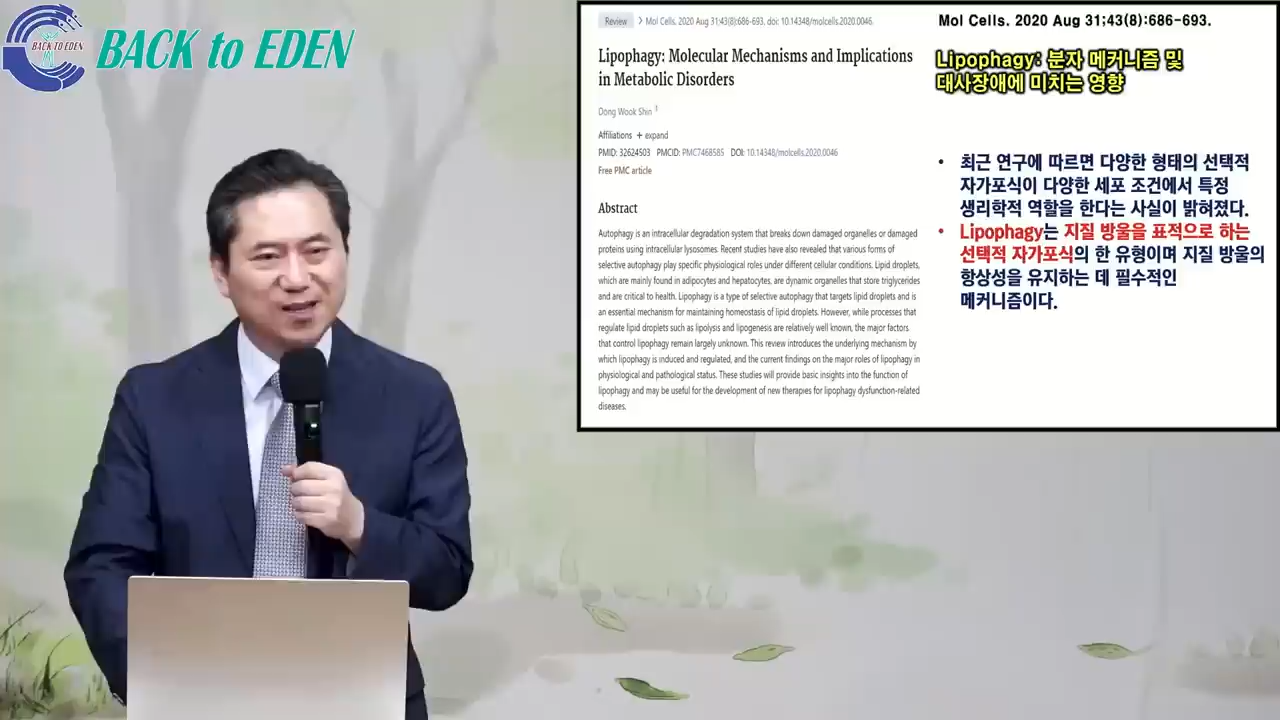 BACK TO EDEN
BACK to EDEN
Review
Mol Cells. 2020 Aug 31;43(8):686-693. doi: 10.14348/molcells.2020.0046.
Lipophagy: Molecular Mechanisms and Implications
in Metabolic Disorders
Dong Wook Shin 1
Affiliations + expand
PMID: 32624503 PMCID: PMC7468585 DOI: 10.14348/molcells.2020.0046
Free PMC article
Abstract
Autophagy is an intracellular degradation system that breaks down damaged organelles or damaged
proteins using intracellular lysosomes. Recent studies have also revealed that various forms of
selective autophagy play specific physiological roles under different cellular conditions. Lipid droplets,
which are mainly found in adipocytes and hepatocytes, are dynamic organelles that store triglycerides
and are critical to health. Lipophagy is a type of selective autophagy that targets lipid droplets and is
an essential mechanism for maintaining homeostasis of lipid droplets. However, while processes that
regulate lipid droplets such as lipolysis and lipogenesis are relatively well known, the major factors
that control lipophagy remain largely unknown. This review introduces the underlying mechanism by
which lipophagy is induced and regulated, and the current findings on the major roles of lipophagy in
physiological and pathological status. These studies will provide basic insights into the function of
lipophagy and may be useful for the development of new therapies for lipophagy dysfunction-related
diseases.
Mol Cells. 2020 Aug 31;43(8):686-693.
Lipophagy: 분자 메커니즘 및
대사장애에 미치는 영향
• 최근 연구에 따르면 다양한 형태의 선택적
자가포식이 다양한 세포 조건에서 특정
생리학적 역할을 한다는 사실이 밝혀졌다.
• Lipophagy는 지질 방울을 표적으로 하는
선택적 자가포식의 한 유형이며 지질 방울의
항상성을 유지하는 데 필수적인
메커니즘이다.